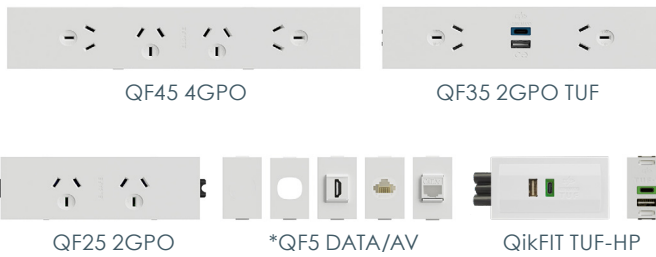 QF45 4GPO
QF35 2GPO TUF
QF25 2GPO
*QF5 DATA/AV
QikFIT TUF-HP